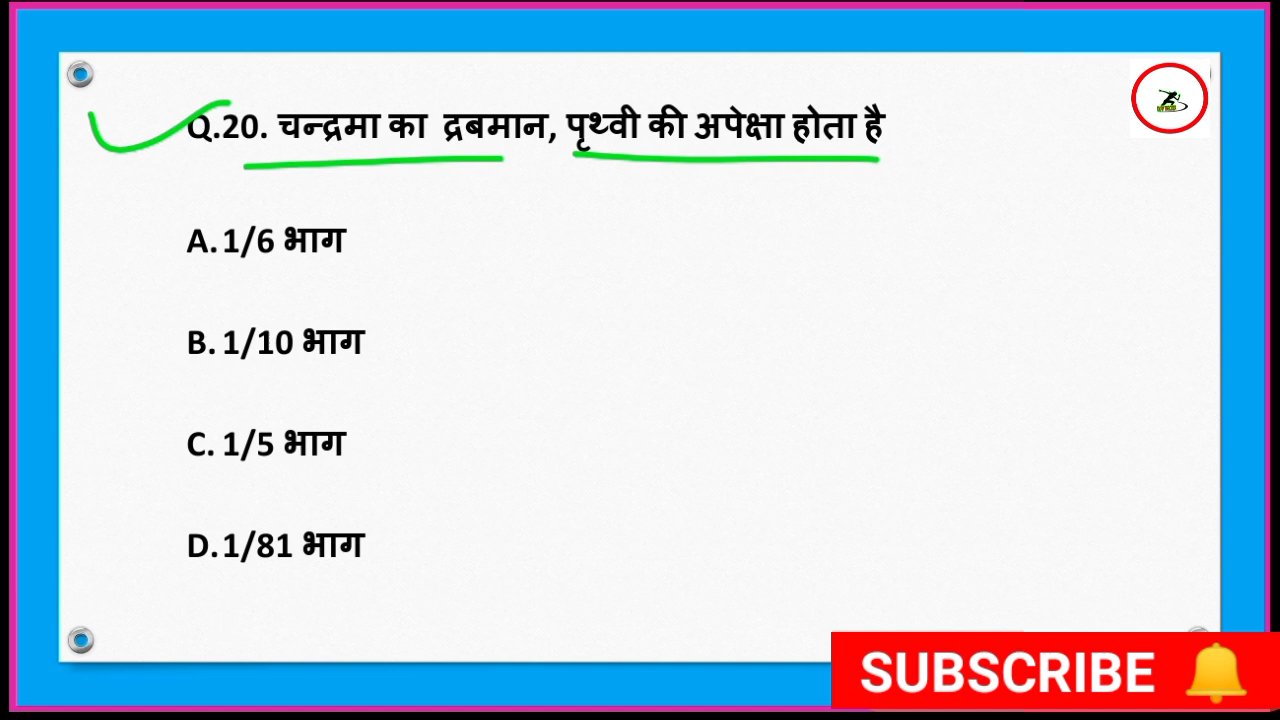 Q.20. चन्द्रमा का द्रबमान, पृथ्वी की अपेक्षा होता है
A. 1/6 भाग
B. 1/10 भाग
C. 1/5 भाग
D. 1/81 भाग
SUBSCRIBE